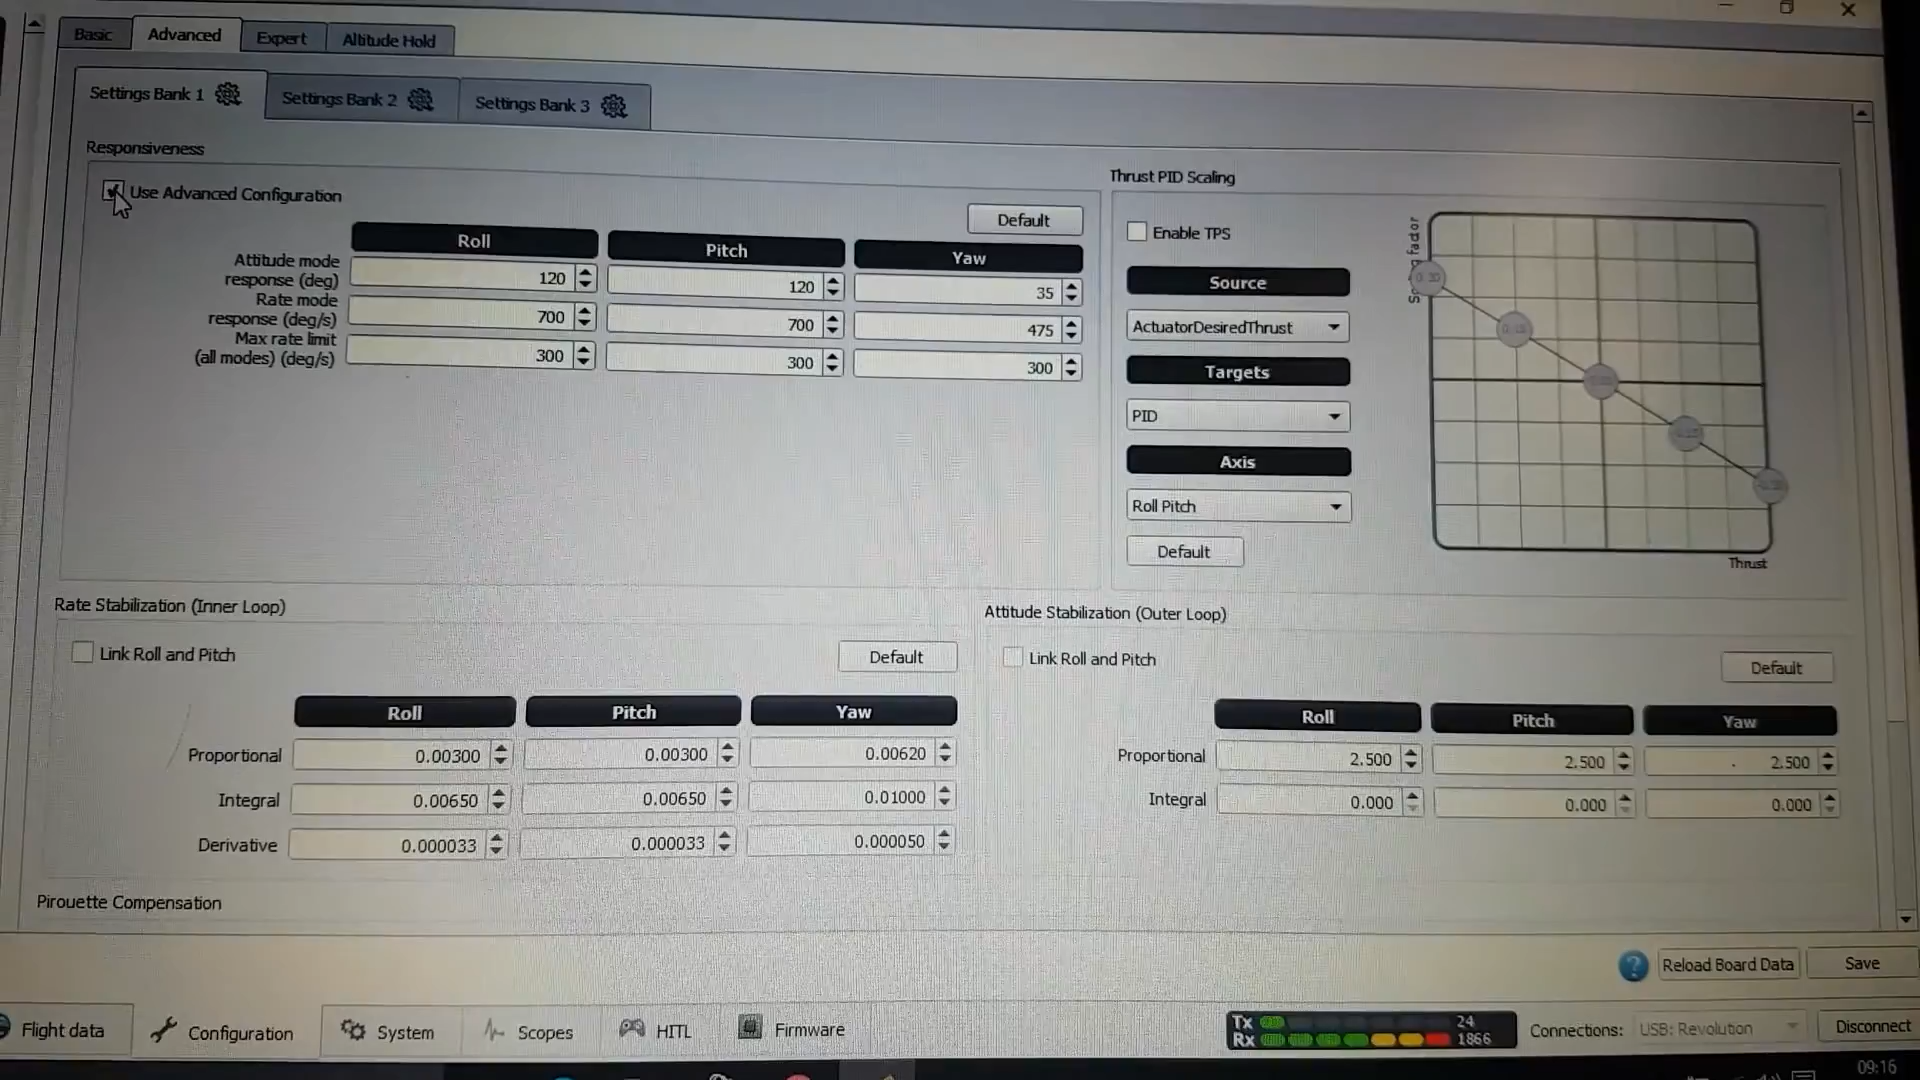 Basic Advanced Expert Altitude Hold
Settings Bank 1 Settings Bank 2 Settings Bank 3
Responsiveness
Use Advanced Configuration
Default
Roll Pitch Yaw
Attitude mode
response (deg) 120 120 35
Rate mode
response (deg/s) 700 700 475
Max rate limit
(all modes) (deg/s) 300 300 300
Thrust PID Scaling
Enable TPS
Source
ActuatorDesiredThrust
Targets
PID
Axis
Roll Pitch
Default
factor
0.30
Thrust
Rate Stabilization (Inner Loop)
Link Roll and Pitch Default
Roll Pitch Yaw
Proportional 0.00300 0.00300 0.00620
Integral 0.00650 0.00650 0.01000
Derivative 0.000033 0.000033 0.000050
Attitude Stabilization (Outer Loop)
Link Roll and Pitch Default
Roll Pitch Yaw
Proportional 2.500 2.500 2.500
Integral 0.000 0.000 0.000
Pirouette Compensation
Reload Board Data Save
Flight data Configuration System Scopes HITL Firmware
Tx 24
Rx 1866
Connections: USB: Revolution Disconnect
09:16